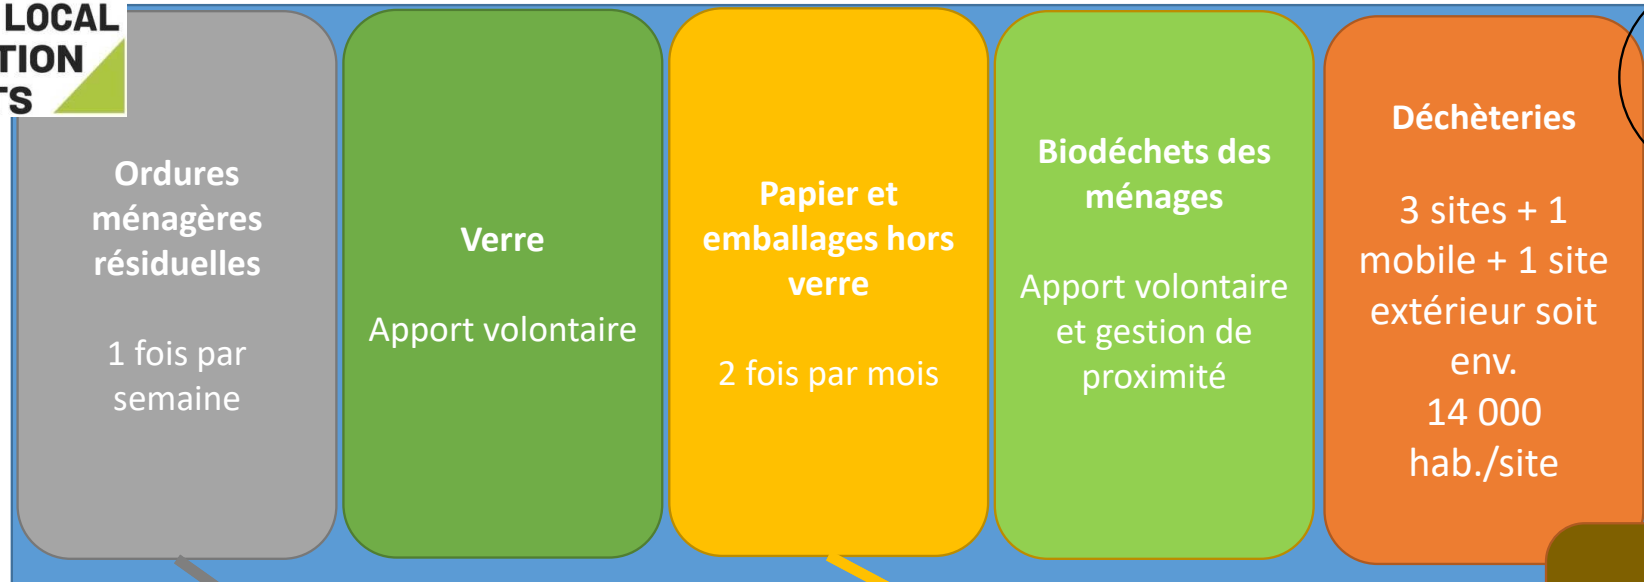 LOCAL
TION
TS
Ordures
ménagères
résiduelles
1 fois par
semaine
Verre
Apport volontaire
Papier et
emballages hors
verre
2 fois par mois
Biodéchets des
ménages
Apport volontaire
et gestion de
proximité
Déchèteries
3 sites + 1
mobile + 1 site
extérieur soit
env.
14 000
hab./site